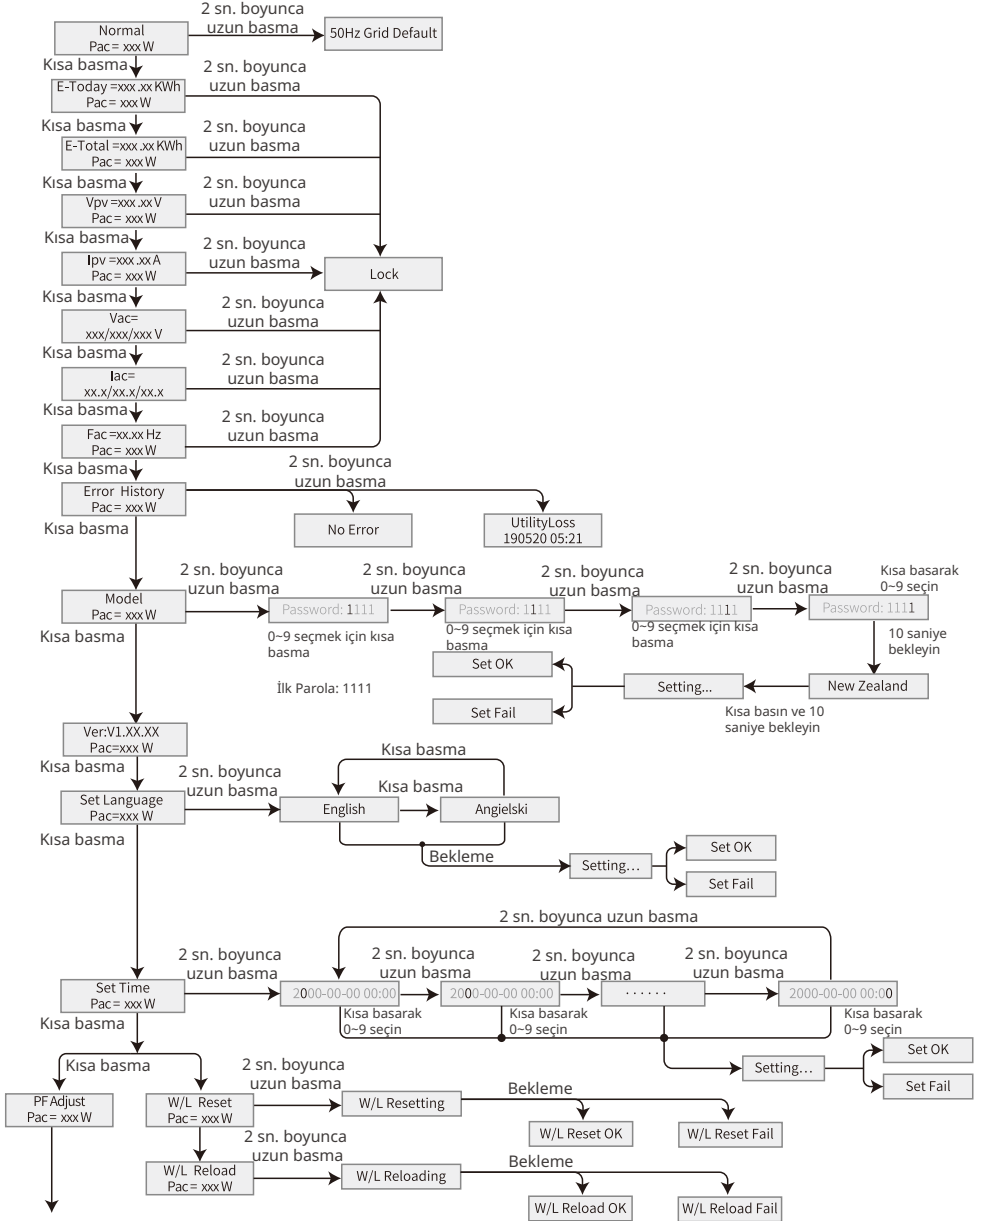 Normal
Pac= xxx W
2 sn. boyunca
uzun basma
50Hz Grid Default
Kısa basma
E-Today =xxx.xx KWh
Pac= xxx W
2 sn. boyunca
uzun basma
Kısa basma
E-Total =xxx.xx KWh
Pac= xxx W
2 sn. boyunca
uzun basma
Kısa basma
Vpv =xxx.xx V
Pac= xxx W
2 sn. boyunca
uzun basma
Kısa basma
Ipv =xxx.xx A
Pac= xxx W
2 sn. boyunca
uzun basma
Lock
Kısa basma
Vac=
xxx/xxx/xxx V
2 sn. boyunca
uzun basma
Kısa basma
Iac=
xx.x/xx.x/xx.x
2 sn. boyunca
uzun basma
Kısa basma
Fac=xx.xx Hz
Pac= xxx W
2 sn. boyunca
uzun basma
Kısa basma
Error History
Pac= xxx W
2 sn. boyunca
uzun basma
No Error
UtilityLoss
190520 05:21
Kısa basma
Model
Pac= xxx W
2 sn. boyunca
uzun basma
Password: 1111
0~9 seçmek için kısa
basma
2 sn. boyunca
uzun basma
Password: 1111
0~9 seçmek için kısa
basma
2 sn. boyunca
uzun basma
Password: 1111
0~9 seçmek için kısa
basma
2 sn. boyunca
uzun basma
Kısa basarak
0~9 seçin
Password: 1111
10 saniye
bekleyin
New Zealand
Kısa basın ve 10
saniye bekleyin
Setting...
Set OK
Set Fail
İlk Parola: 1111
Kısa basma
Ver:V1.XX.XX
Pac=xxx W
Kısa basma
Set Language
Pac=xxx W
2 sn. boyunca
uzun basma
Kısa basma
English
Kısa basma
Angielski
Bekleme
Setting...
Set OK
Set Fail
Kısa basma
2 sn. boyunca uzun basma
Set Time
Pac= xxx W
2 sn. boyunca
uzun basma
2000-00-00 00:00
Kısa basarak
0~9 seçin
2 sn. boyunca
uzun basma
2000-00-00 00:00
Kısa basarak
0~9 seçin
2 sn. boyunca
uzun basma
......
2 sn. boyunca
uzun basma
2000-00-00 00:00
Kısa basarak
0~9 seçin
Setting...
Set OK
Set Fail
Kısa basma
Kısa basma
PF Adjust
Pac= xxx W
W/L Reset
Pac= xxx W
2 sn. boyunca
uzun basma
W/L Resetting
Bekleme
W/L Reset OK
W/L Reset Fail
W/L Reload
Pac= xxx W
2 sn. boyunca
uzun basma
W/L Reloading
Bekleme
W/L Reload OK
W/L Reload Fail